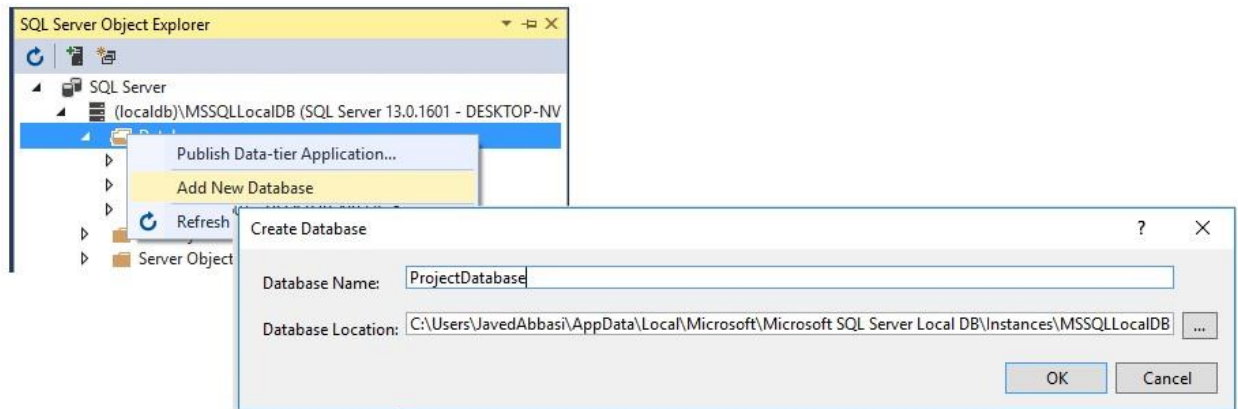 SQL Server Object Explorer
SQL Server
(localdb)\MSSQLLocalDB (SQL Server 13.0.1601 - DESKTOP-NV
Publish Data-tier Application...
Add New Database
Refresh
Server Object
Create Database
?
Database Name: ProjectDatabase
Database Location: C:\Users\JavedAbbasi\AppData\Local\Microsoft\Microsoft SQL Server Local DB\Instances\MSSQLLocalDB ...
OK Cancel